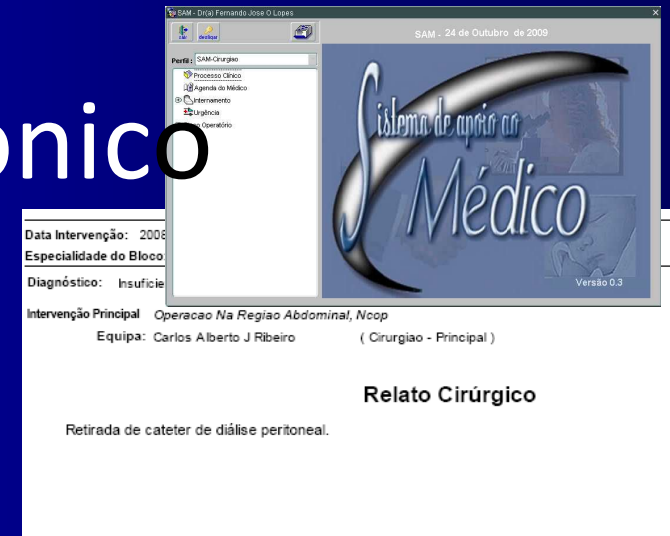 SAM - Dr(a) Fernando Jose O Lopes
SAIR desligar
SAM - 24 de Outubro de 2009
Perfil : SAM-Cirurgiao
Processo Clínico
Agenda do Médico
Internamento
Urgência
Operatório
Sistema de apoio ao
Médico
Versão 0.3
onico
Data Intervenção: 2008
Especialidade do Bloco:
Diagnóstico: Insuficie
Intervenção Principal Operacao Na Regiao Abdominal, Ncop
Equipa: Carlos Alberto J Ribeiro ( Cirurgiao - Principal )
Relato Cirúrgico
Retirada de cateter de diálise peritoneal.